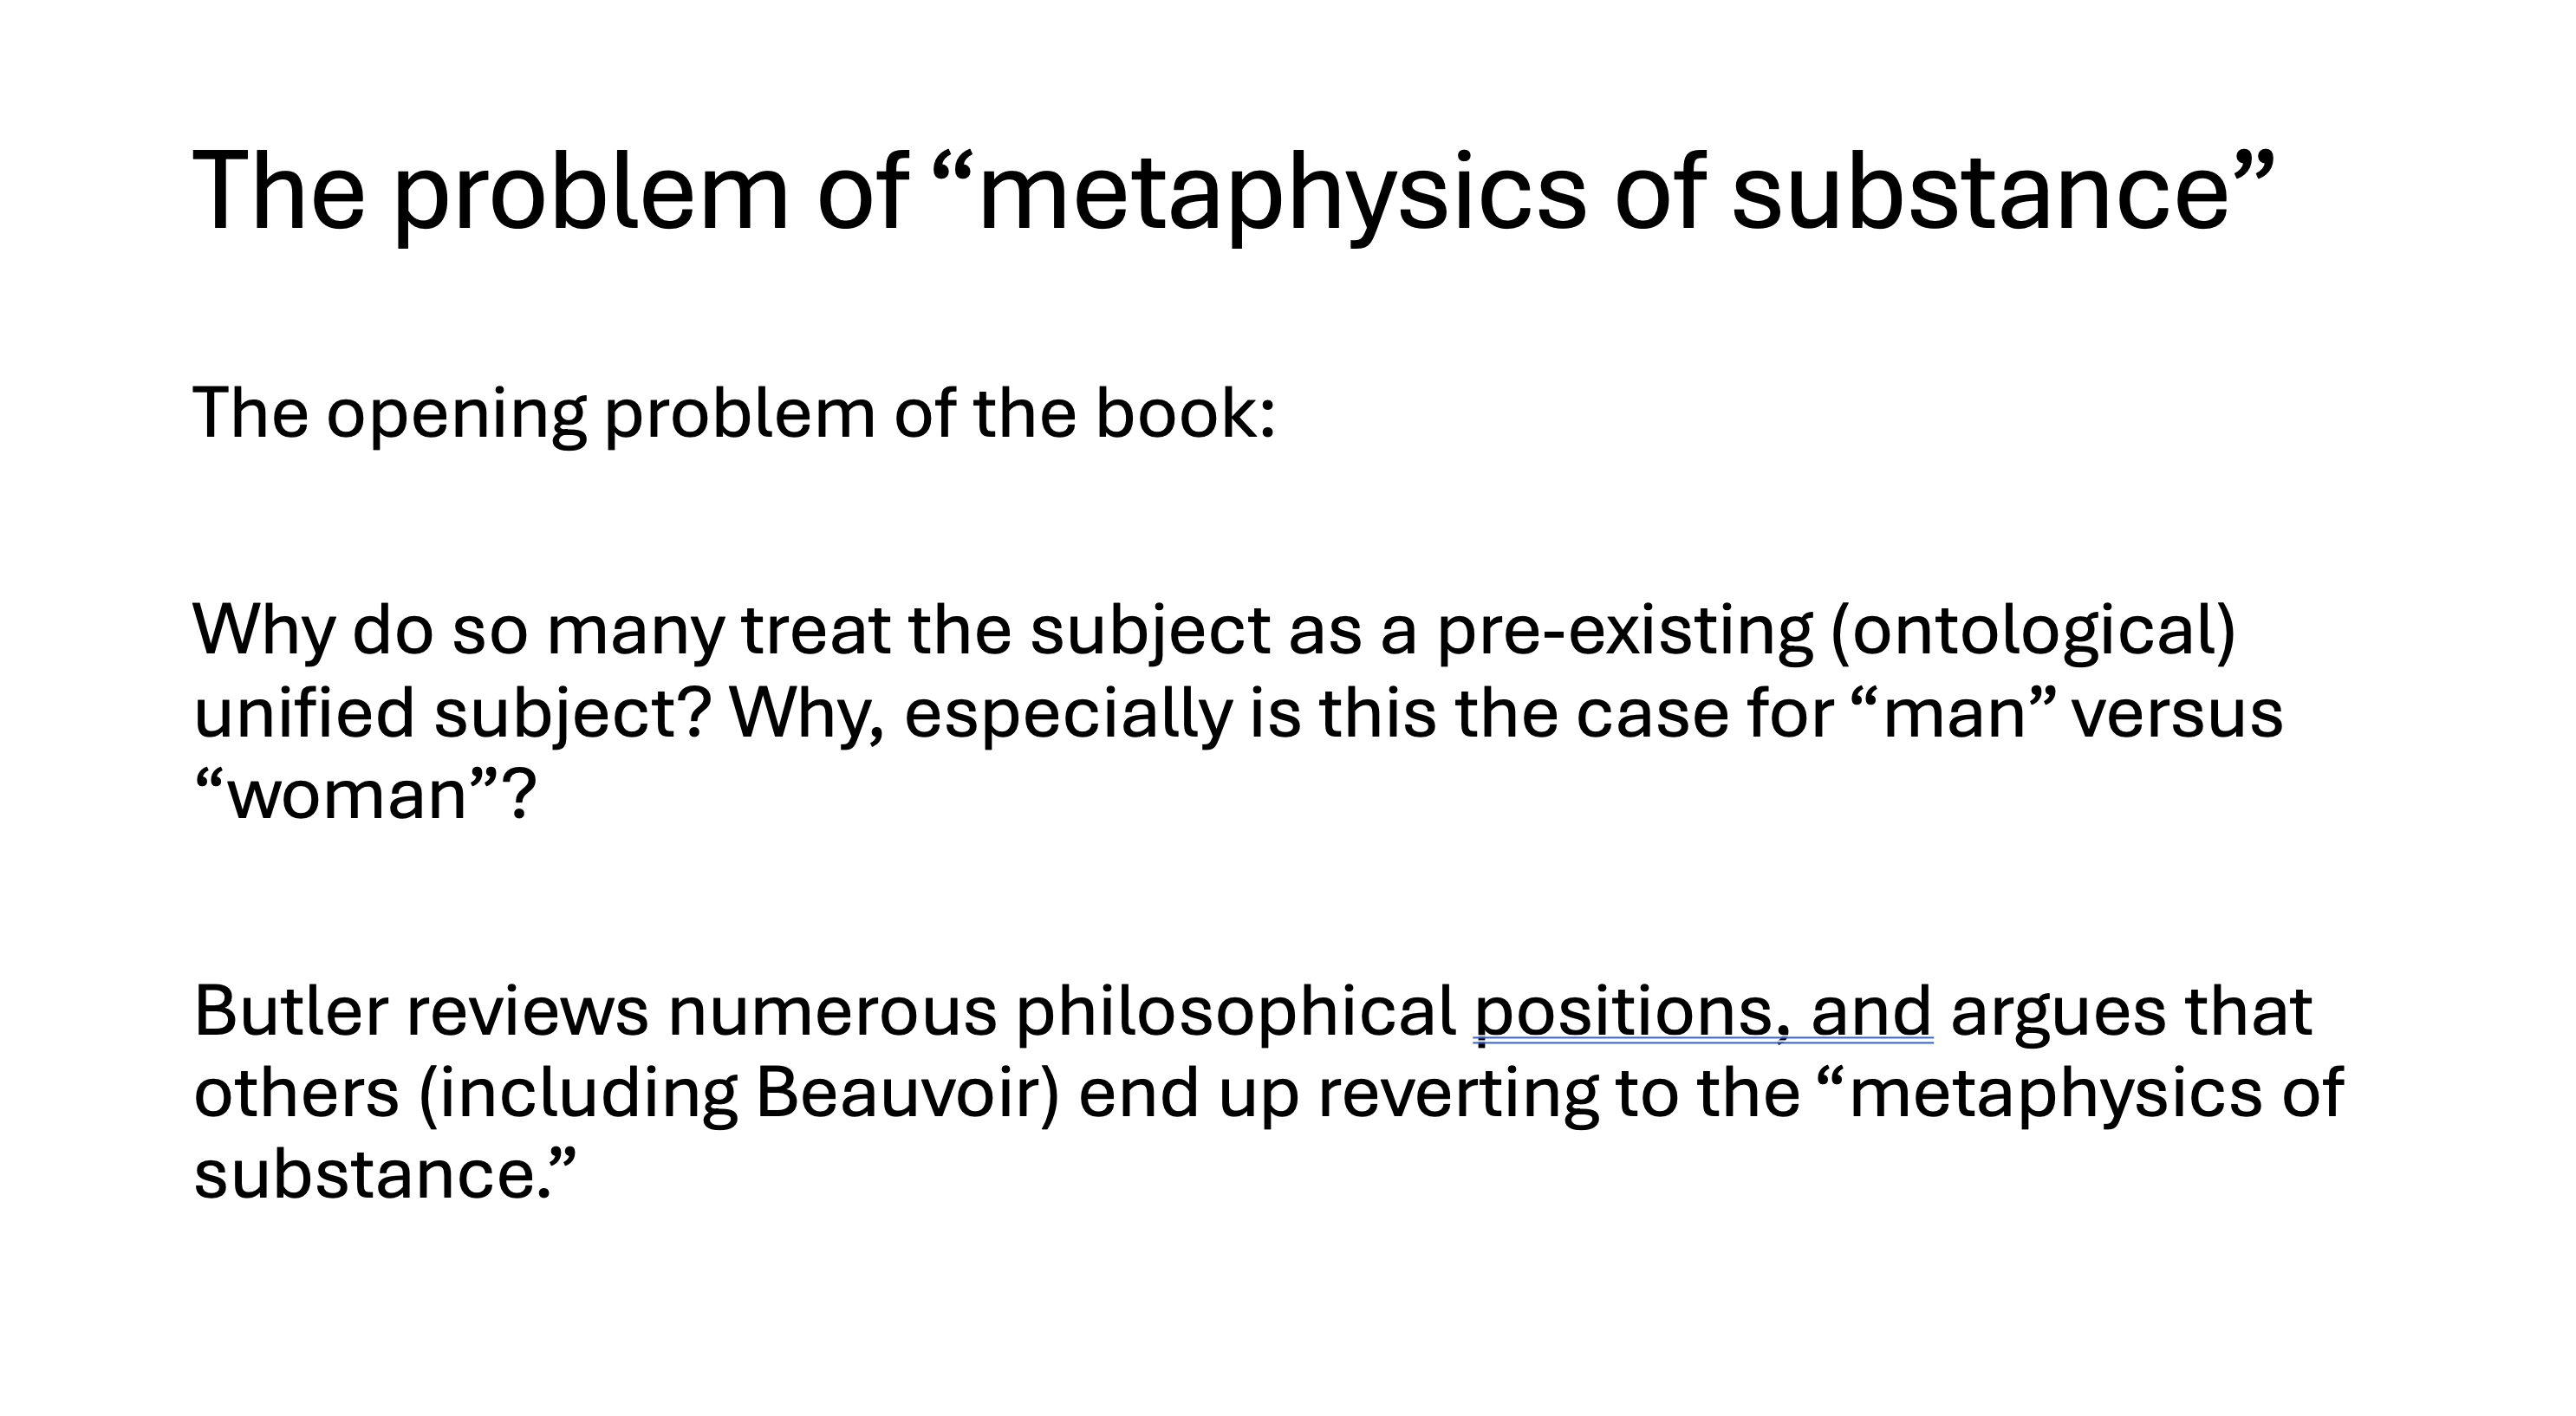 The problem of “metaphysics of substance”
The opening problem of the book:
Why do so many treat the subject as a pre-existing (ontological)
unified subject? Why, especially is this the case for “man” versus
“woman”?
Butler reviews numerous philosophical positions, and argues that
others (including Beauvoir) end up reverting to the “metaphysics of
substance.”